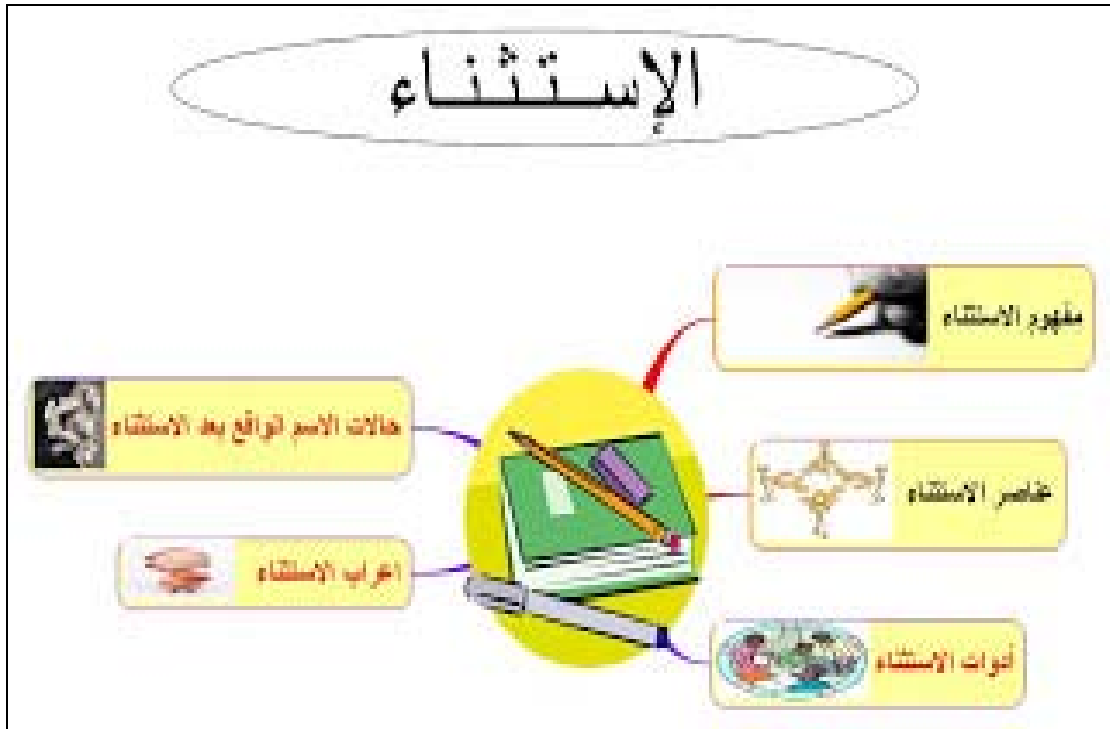 الإستثناء
مفهوم الاستثناء
عناصر الاستثناء
أدوات الاستثناء
حالات الاسم الواقع بعد الاستثناء
اعراب الاستثناء